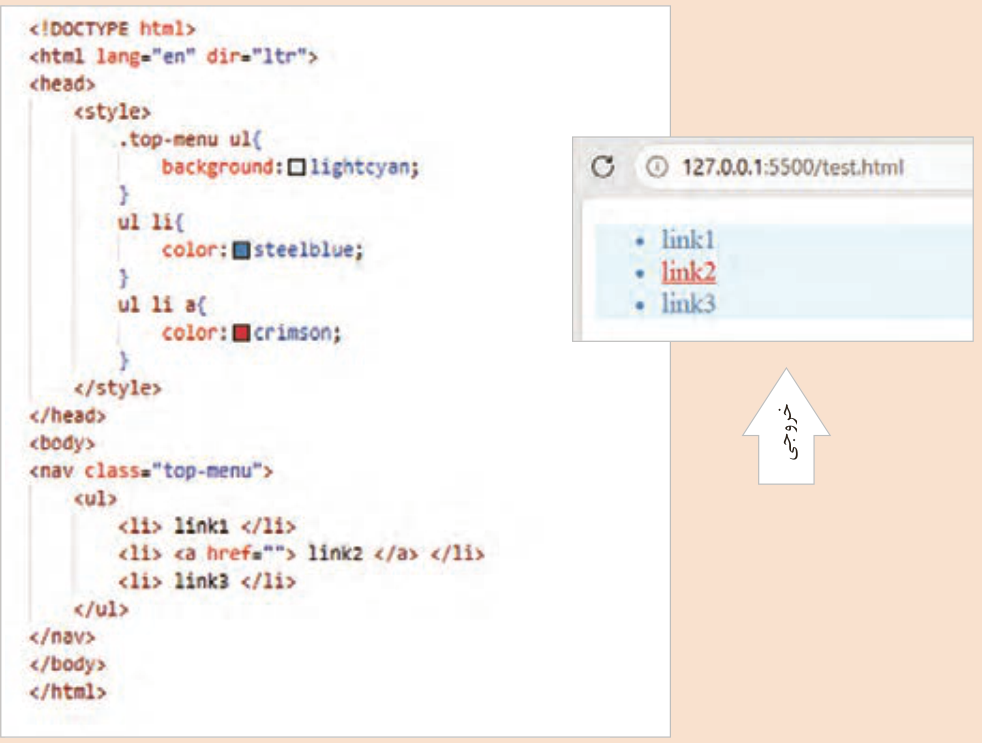 <!DOCTYPE html>
<html lang="en" dir="ltr">
<head>
<style>
.top-menu ul{
background: lightcyan;
}
ul li{
color: steelblue;
}
ul li a{
color: crimson;
}
</style>
</head>
<body>
<nav class="top-menu">
<ul>
<li> link1 </li>
<li> <a href=""> link2 </a> </li>
<li> link3 </li>
</ul>
</nav>
</body>
</html>
127.0.0.1:5500/test.html
link1
link2
link3
خروجی